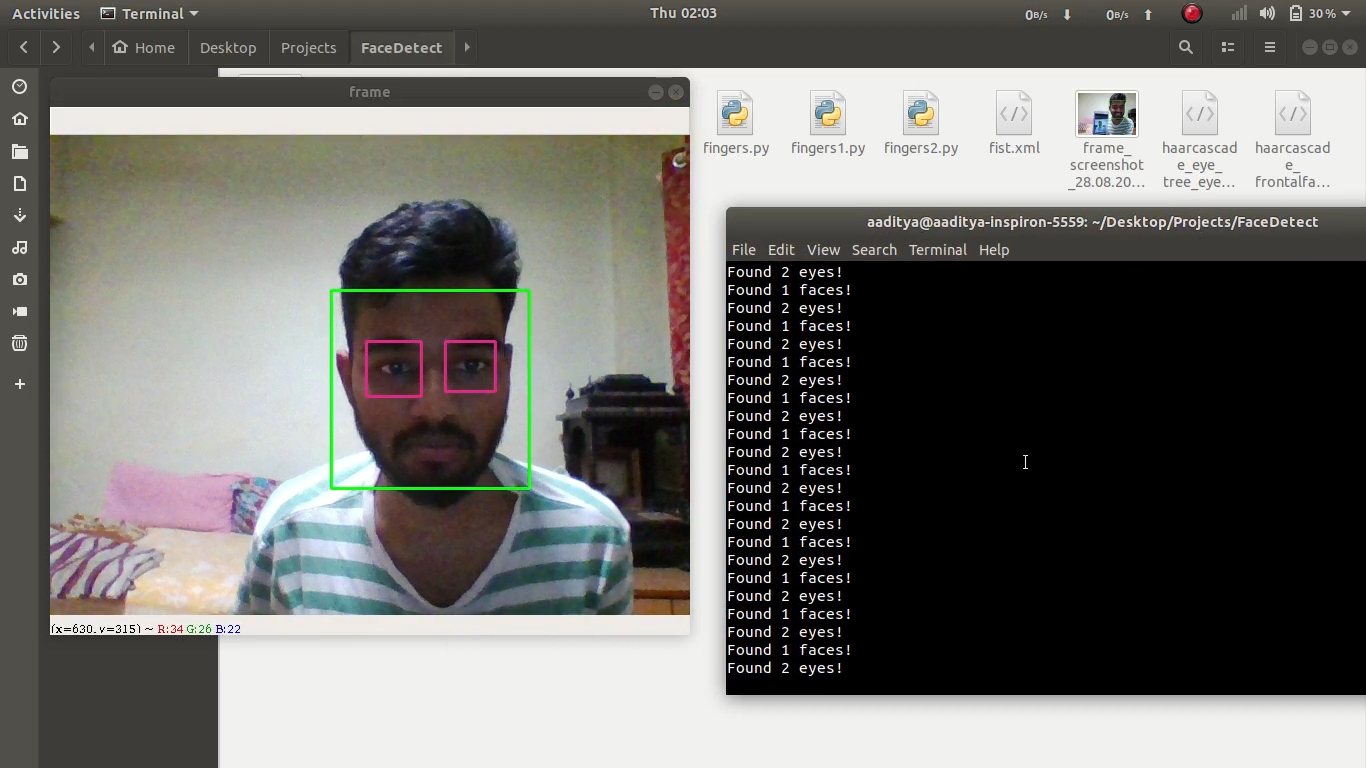 Activities Terminal Thu 02:03 0B/s 0B/s 30%
Home Desktop Projects FaceDetect
frame
fingers.py fingers1.py fingers2.py fist.xml
frame_
screenshot
_28.08.20…
haarcascad
e_eye_
tree_eye…
haarcascad
e_
frontalfa…
aaditya@aaditya-inspiron-5559: ~/Desktop/Projects/FaceDetect
File Edit View Search Terminal Help
Found 2 eyes!
Found 1 faces!
Found 2 eyes!
Found 1 faces!
Found 2 eyes!
Found 1 faces!
Found 2 eyes!
Found 1 faces!
Found 2 eyes!
Found 1 faces!
Found 2 eyes!
Found 1 faces!
Found 2 eyes!
Found 1 faces!
Found 2 eyes!
Found 1 faces!
Found 2 eyes!
Found 1 faces!
Found 2 eyes!
Found 1 faces!
Found 2 eyes!
Found 1 faces!
Found 2 eyes!
(x=630, y=315) ~ R:34 G:26 B:22